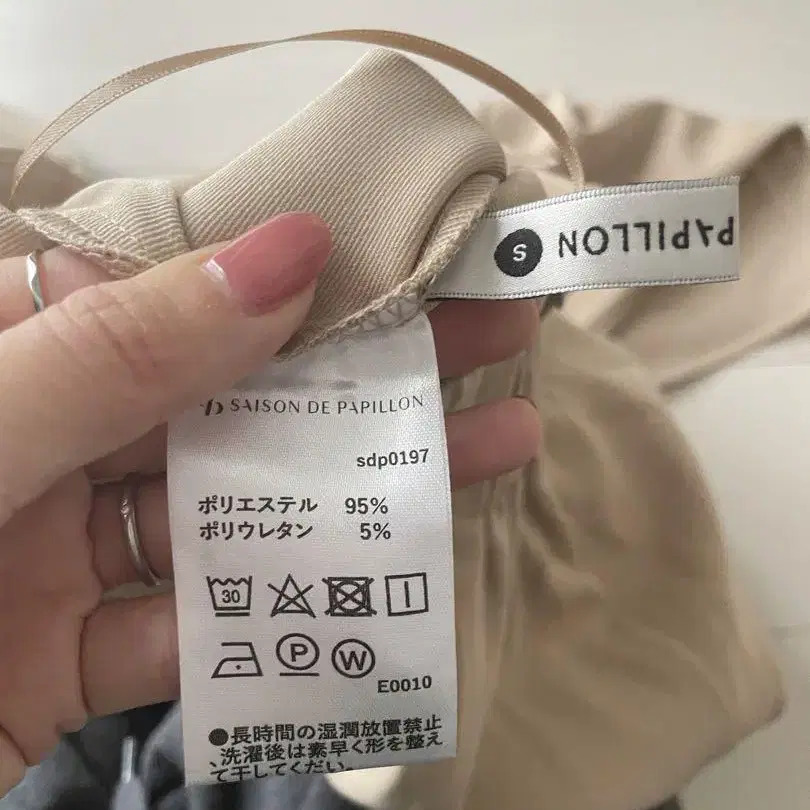 PAPILLON
S
SAISON DE PAPILLON
sdp0197
ポリエステル 95%
ポリウレタン 5%
30
P
W
E0010
●長時間の湿潤放置禁止
洗濯後は素早く形を整え
て干してください。